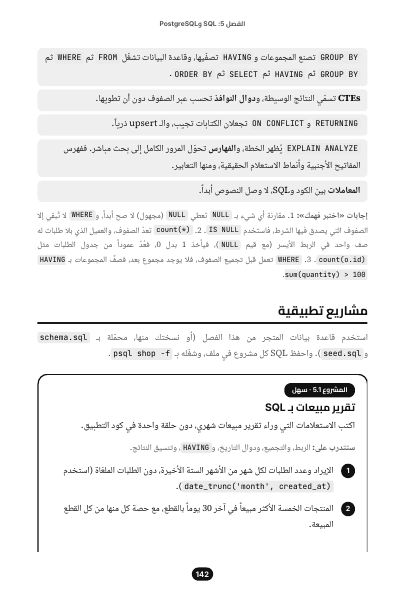 الفصل 5: SQL وPostgreSQL
GROUP BY تصنع المجموعات و HAVING تصفّيها، وقاعدة البيانات تشغّل FROM ثم WHERE ثم
GROUP BY ثم HAVING ثم SELECT ثم ORDER BY.
CTEs تسمّي النتائج الوسيطة، ودوال النوافذ تحسب عبر الصفوف دون أن تطويها.
RETURNING و ON CONFLICT تجعلان الكتابات تجيب، والـ upsert ذرياً.
EXPLAIN ANALYZE يُظهر الخطة، والفهارس تحوّل المرور الكامل إلى بحث مباشر. ففهرس
المفاتيح الأجنبية وأنماط الاستعلام الحقيقية، ومنها التعابير.
المعاملات بين الكود وSQL، لا وصل النصوص أبداً.
إجابات «اختبر فهمك»: 1. مقارنة أي شيء بـ NULL تعطي NULL (مجهول) لا صح أبداً، و WHERE لا تُبقي إلا
الصفوف التي يصدق فيها الشرط، فاستخدم IS NULL. 2. count(*) تعدّ الصفوف، والعميل الذي بلا طلبات له
صف واحد في الربط الأيسر (مع قيم NULL)، فيأخذ 1 بدل 0، فعُدّ عموداً من جدول الطلبات مثل
count(o.id). 3. WHERE تعمل قبل تجميع الصفوف، فلا يوجد مجموع بعد، فصفّ المجموعات بـ HAVING
sum(quantity) > 100.
مشاريع تطبيقية
استخدم قاعدة بيانات المتجر من هذا الفصل (أو نسختك منها، محمّلة بـ schema.sql
و seed.sql). واحفظ SQL كل مشروع في ملف، وشغّله بـ psql shop -f.
المشروع 5.1 · سهل
تقرير مبيعات بـ SQL
اكتب الاستعلامات التي وراء تقرير مبيعات شهري، دون حلقة واحدة في كود التطبيق.
ستتدرب على: الربط، والتجميع، ودوال التاريخ، و HAVING، وتنسيق النتائج.
1 الإيراد وعدد الطلبات لكل شهر من الأشهر الستة الأخيرة، دون الطلبات الملغاة (استخدم
date_trunc('month', created_at)).
2 المنتجات الخمسة الأكثر مبيعاً في آخر 30 يوماً بالقطع، مع حصة كل منها من كل القطع
المبيعة.
142